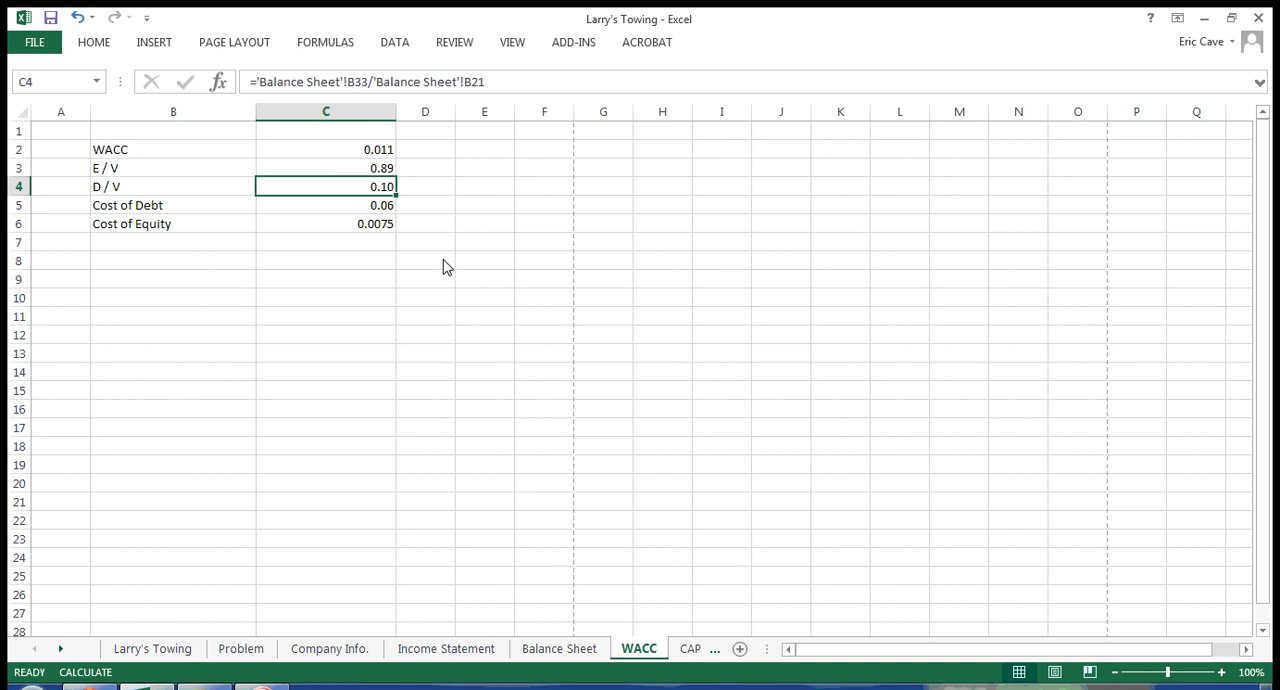 Larry's Towing - Excel
?
FILE HOME INSERT PAGE LAYOUT FORMULAS DATA REVIEW VIEW ADD-INS ACROBAT Eric Cave
C4 fx ='Balance Sheet'!B33/'Balance Sheet'!B21
A B C D E F G H I J K L M N O P Q
1
2 WACC 0.011
3 E / V 0.89
4 D / V 0.10
5 Cost of Debt 0.06
6 Cost of Equity 0.0075
7
8
9
10
11
12
13
14
15
16
17
18
19
20
21
22
23
24
25
26
27
28
Larry's Towing Problem Company Info. Income Statement Balance Sheet WACC CAP ...
READY CALCULATE 100%